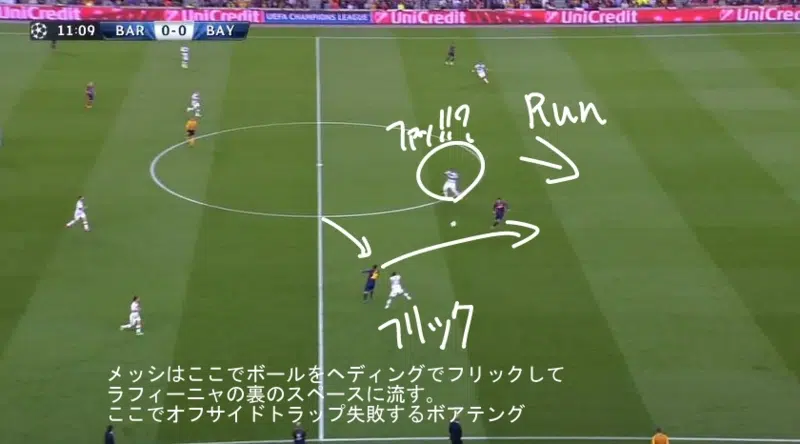 UniCredit UEFA CHAMPIONS LEAGUE UniCredit UniCredit UniCredit
11:09 BAR 0-0 BAY
Run
フリック
メッシはここでボールをヘディングでフリックして
ラフィーニャの裏のスペースに流す。
ここでオフサイドトラップ失敗するボアテング